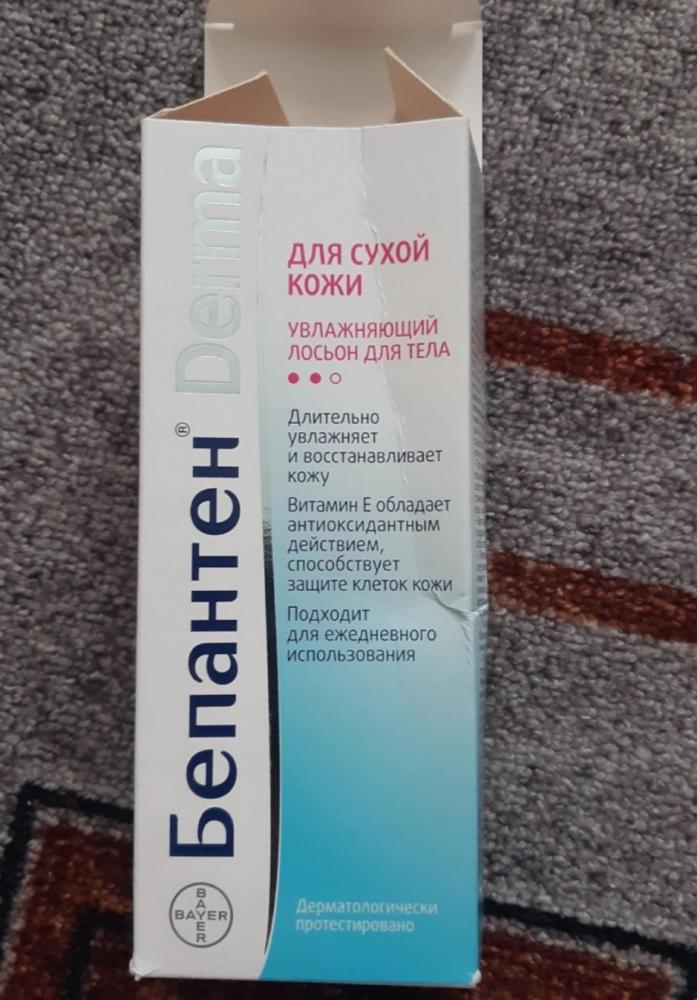 Бепантен® Derma
ДЛЯ СУХОЙ
КОЖИ
УВЛАЖНЯЮЩИЙ
ЛОСЬОН ДЛЯ ТЕЛА
Длительно
увлажняет
и восстанавливает
кожу
Витамин Е обладает
антиоксидантным
действием,
способствует
защите клеток кожи
Подходит
для ежедневного
использования
BAYER
BAYER
Дерматологически
протестировано